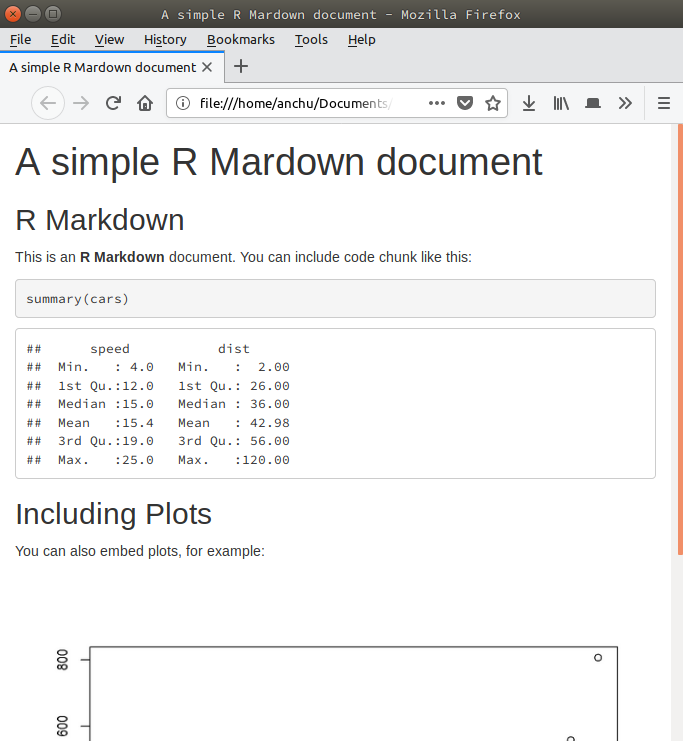 A simple R Mardown document - Mozilla Firefox
File Edit View History Bookmarks Tools Help
A simple R Mardown document
file:///home/anchu/Documents/
A simple R Mardown document
R Markdown
This is an R Markdown document. You can include code chunk like this:
summary(cars)
##      speed           dist
##  Min.   : 4.0   Min.   :  2.00
##  1st Qu.:12.0   1st Qu.: 26.00
##  Median :15.0   Median : 36.00
##  Mean   :15.4   Mean   : 42.98
##  3rd Qu.:19.0   3rd Qu.: 56.00
##  Max.   :25.0   Max.   :120.00
Including Plots
You can also embed plots, for example:
800
600